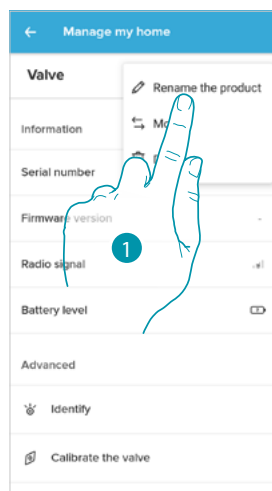 Manage my home
Valve
Rename the product
Information
Serial number
Firmware version
-
Radio signal
1
Battery level
Advanced
Identify
Calibrate the valve